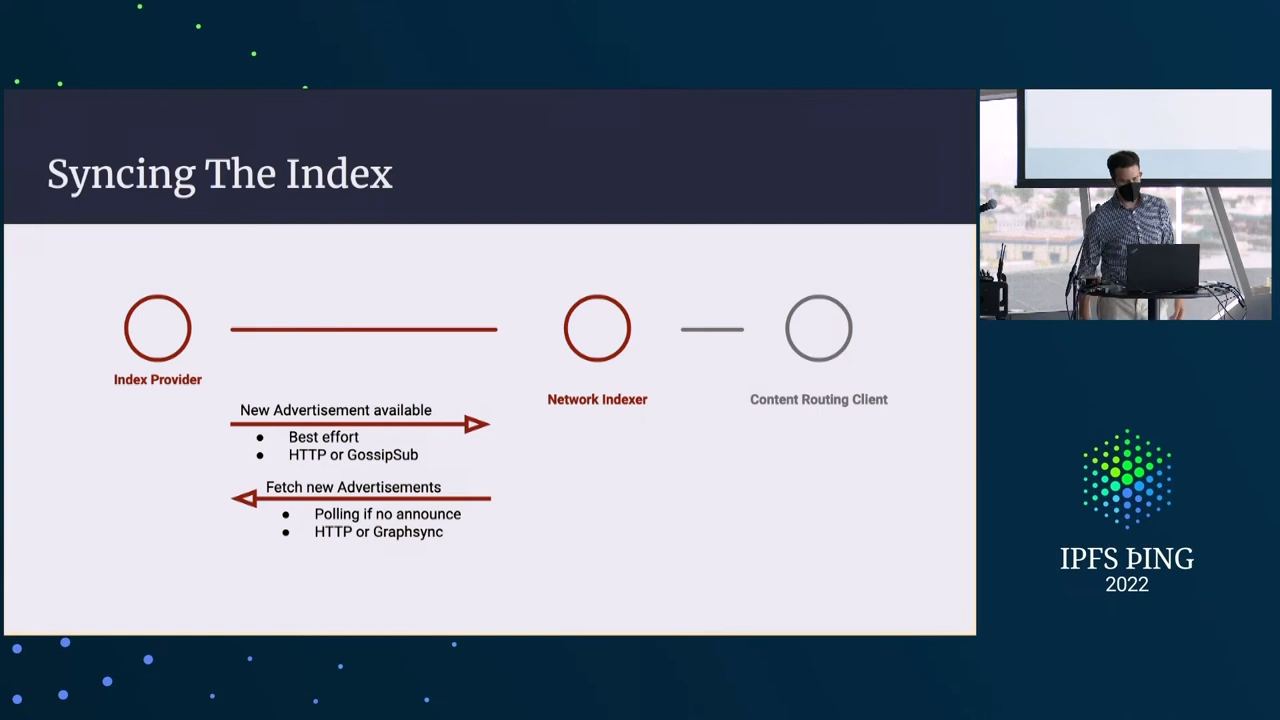 Syncing The Index
Index Provider
Network Indexer
Content Routing Client
New Advertisement available
● Best effort
● HTTP or GossipSub
Fetch new Advertisements
● Polling if no announce
● HTTP or Graphsync
IPFS ÞING
2022